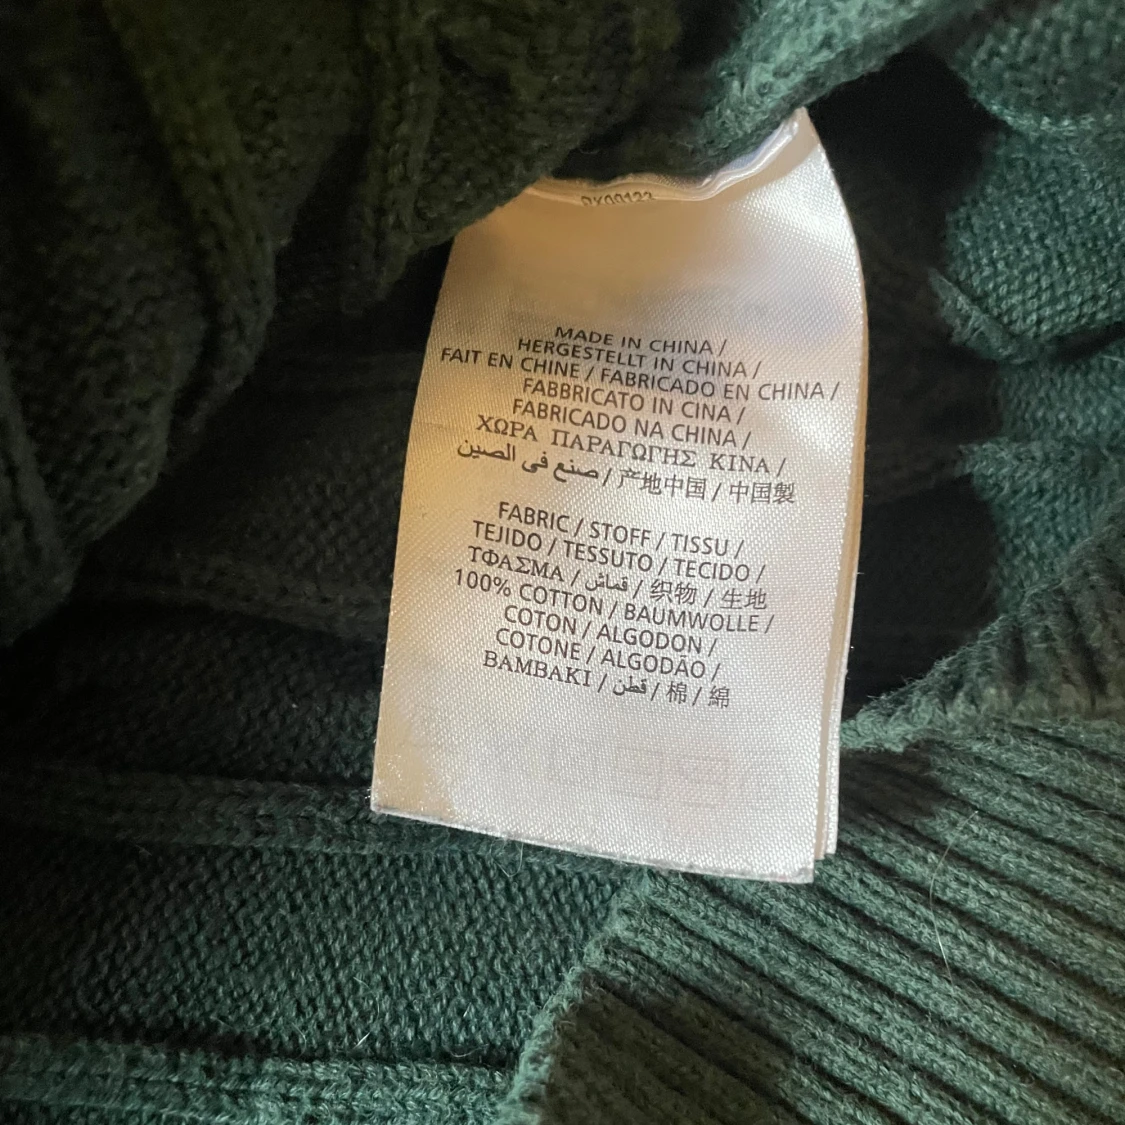 MADE IN CHINA /
HERGESTELLT IN CHINA /
FAIT EN CHINE / FABRICADO EN CHINA /
FABBRICATO IN CINA /
FABRICADO NA CHINA /
ΧΩΡΑ ΠΑΡΑΓΩΓΗΣ ΚΙΝΑ /
صنع في الصين / 产地中国 / 中国製
FABRIC / STOFF / TISSU /
TEJIDO / TESSUTO / TECIDO /
ΤΦΑΣΜΑ / قماش / 织物 / 生地
100% COTTON / BAUMWOLLE /
COTON / ALGODON /
COTONE / ALGODÃO /
ΒΑΜΒΑΚΙ / قطن / 棉 / 綿